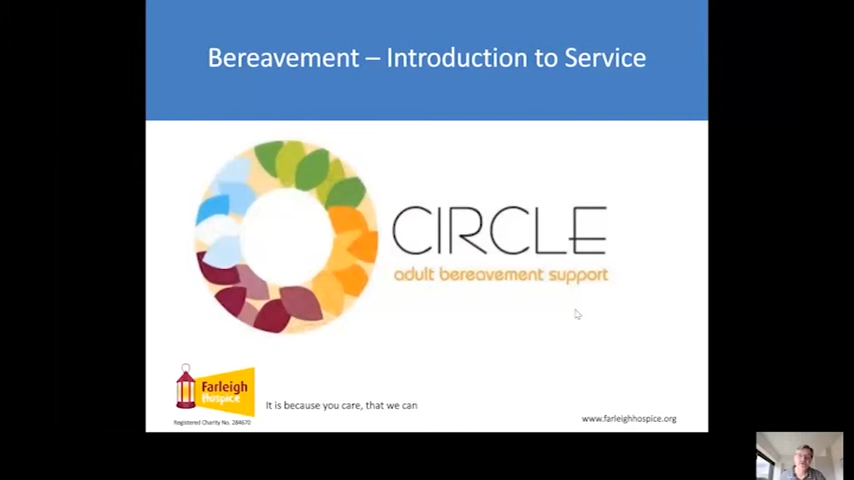 Bereavement – Introduction to Service
CIRCLE
adult bereavement support
Farleigh
Hospice
It is because you care, that we can
Registered Charity No. 284670
www.farleighhospice.org